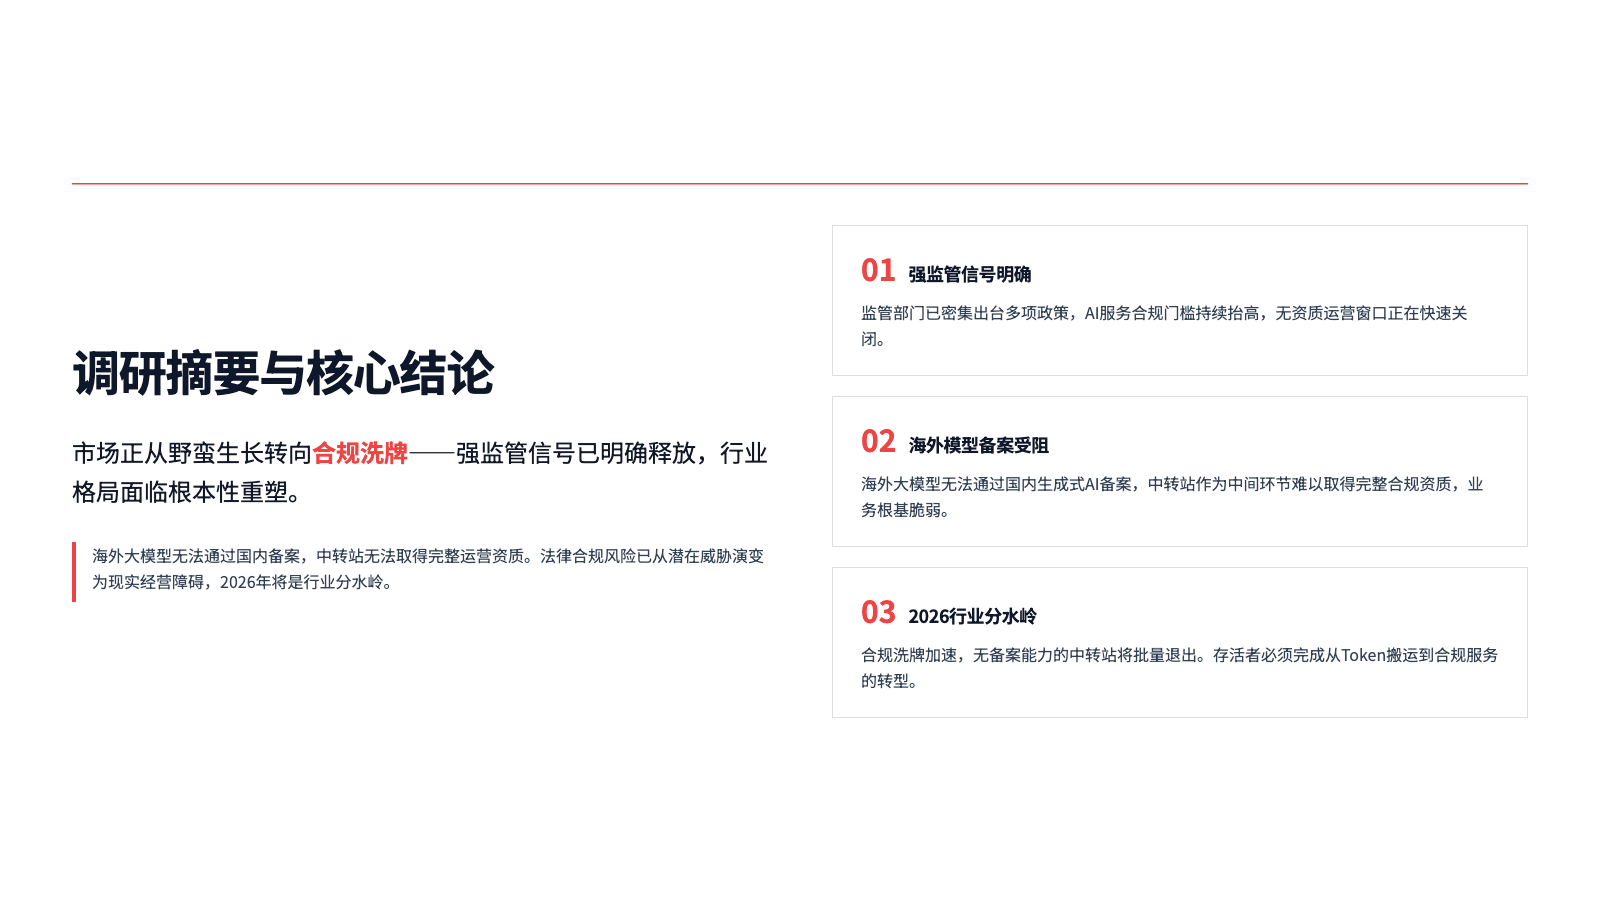 调研摘要与核心结论
市场正从野蛮生长转向合规洗牌——强监管信号已明确释放，行业
格局面临根本性重塑。
海外大模型无法通过国内备案，中转站无法取得完整运营资质。法律合规风险已从潜在威胁演变
为现实经营障碍，2026年将是行业分水岭。
01 强监管信号明确
监管部门已密集出台多项政策，AI服务合规门槛持续抬高，无资质运营窗口正在快速关
闭。
02 海外模型备案受阻
海外大模型无法通过国内生成式AI备案，中转站作为中间环节难以取得完整合规资质，业
务根基脆弱。
03 2026行业分水岭
合规洗牌加速，无备案能力的中转站将批量退出。存活者必须完成从Token搬运到合规服务
的转型。